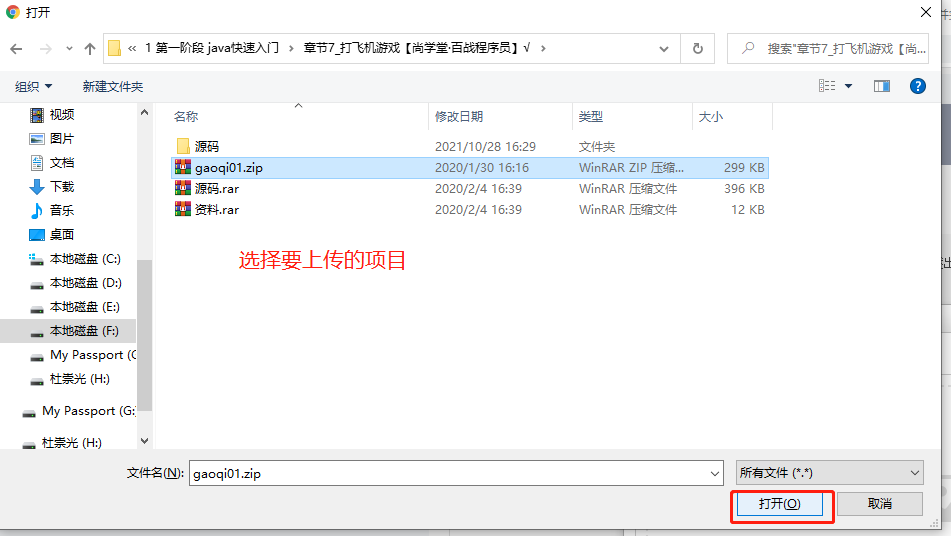 打开
« 1 第一阶段 java快速入门 › 章节7_打飞机游戏【尚学堂·百战程序员】√ ›
搜索"章节7_打飞机游戏【尚...
组织 新建文件夹
名称 修改日期 类型 大小
视频
图片
文档
下载
音乐
桌面
本地磁盘 (C:)
本地磁盘 (D:)
本地磁盘 (E:)
本地磁盘 (F:)
My Passport (G
杜崇光 (H:)
My Passport (G:
杜崇光 (H:)
源码 2021/10/28 16:29 文件夹
gaoqi01.zip 2020/1/30 16:16 WinRAR ZIP 压缩... 299 KB
源码.rar 2020/2/4 16:39 WinRAR 压缩文件 396 KB
资料.rar 2020/2/4 16:39 WinRAR 压缩文件 12 KB
选择要上传的项目
文件名(N): gaoqi01.zip 所有文件 (*.*)
打开(O) 取消